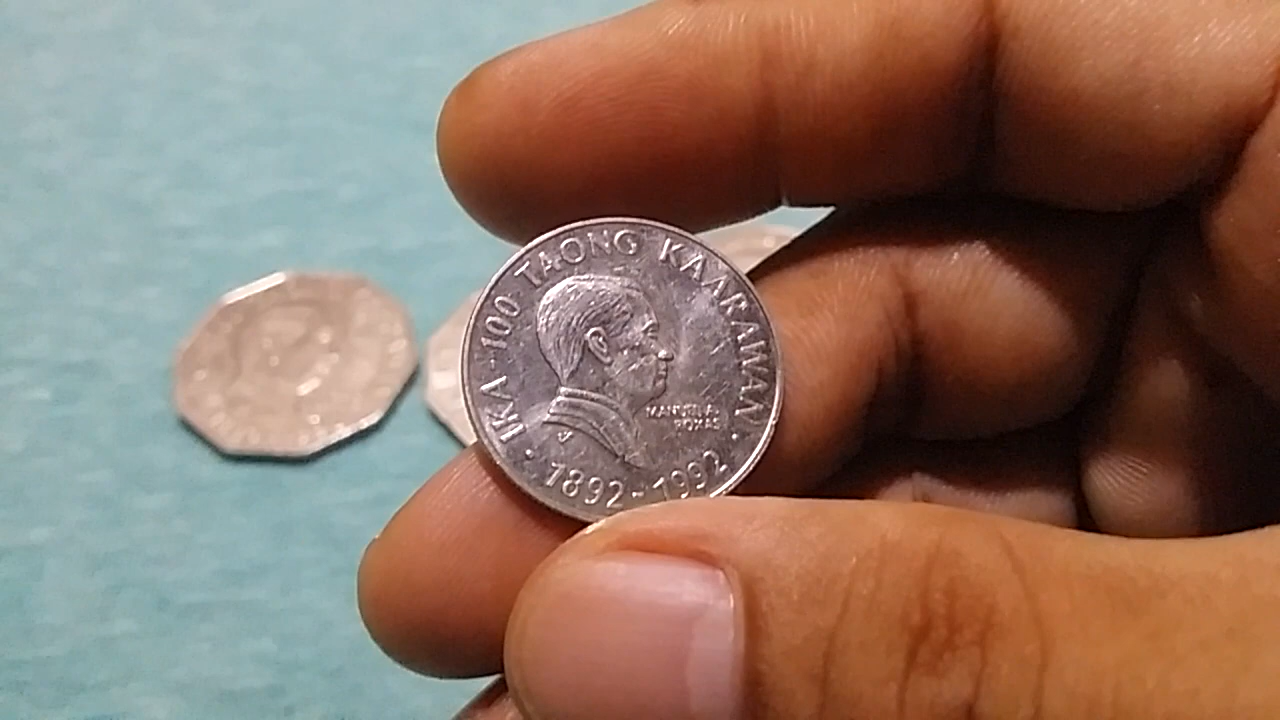 IKA-100 TAONG KAARAWAN
MANUEL A.
ROXAS
· 1892-1992 ·